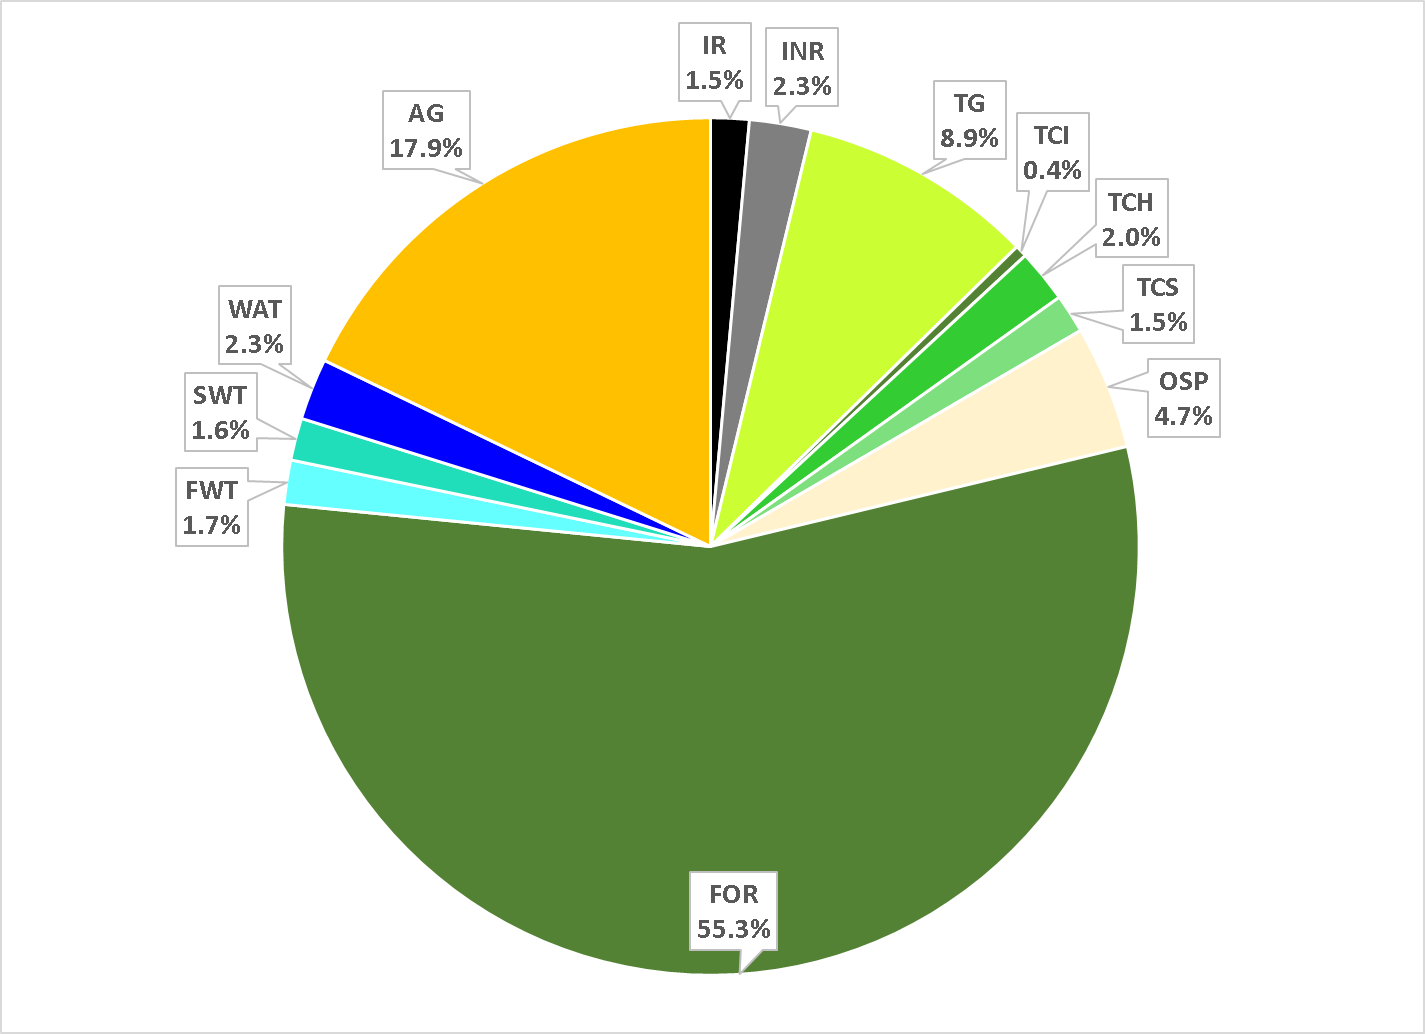 IR
1.5%
INR
2.3%
TG
8.9%
TCI
0.4%
TCH
2.0%
TCS
1.5%
OSP
4.7%
FOR
55.3%
FWT
1.7%
SWT
1.6%
WAT
2.3%
AG
17.9%